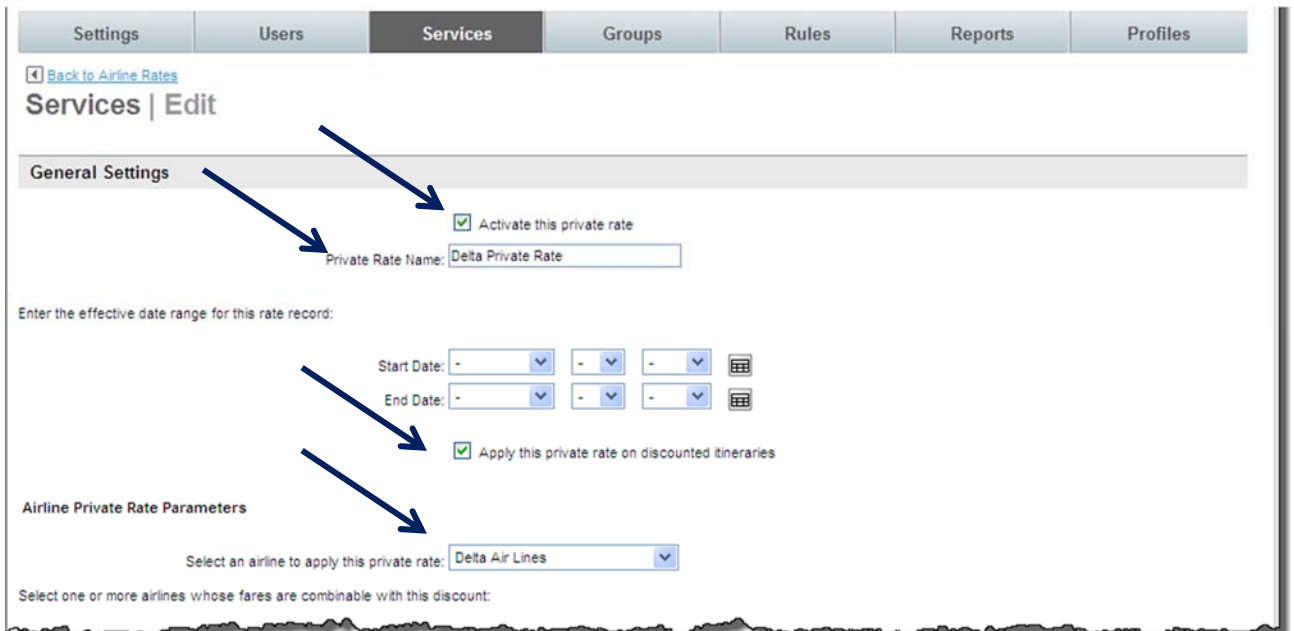 Settings Users Services Groups Rules Reports Profiles
Back to Airline Rates
Services | Edit
General Settings
Activate this private rate
Private Rate Name: Delta Private Rate
Enter the effective date range for this rate record:
Start Date: - - -
End Date: - - -
Apply this private rate on discounted itineraries
Airline Private Rate Parameters
Select an airline to apply this private rate: Delta Air Lines
Select one or more airlines whose fares are combinable with this discount: